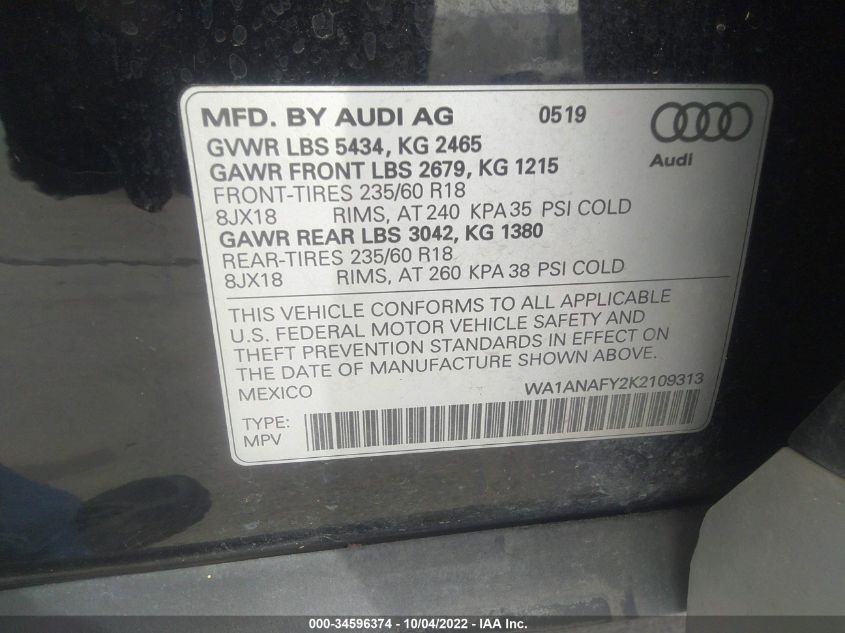 MFD. BY AUDI AG 0519
Audi
GVWR LBS 5434, KG 2465
GAWR FRONT LBS 2679, KG 1215
FRONT-TIRES 235/60 R18
8JX18 RIMS, AT 240 KPA 35 PSI COLD
GAWR REAR LBS 3042, KG 1380
REAR-TIRES 235/60 R18
8JX18 RIMS, AT 260 KPA 38 PSI COLD
THIS VEHICLE CONFORMS TO ALL APPLICABLE
U.S. FEDERAL MOTOR VEHICLE SAFETY AND
THEFT PREVENTION STANDARDS IN EFFECT ON
THE DATE OF MANUFACTURE SHOWN ABOVE.
MEXICO WA1ANAFY2K2109313
TYPE:
MPV
000-34596374 - 10/04/2022 - IAA Inc.